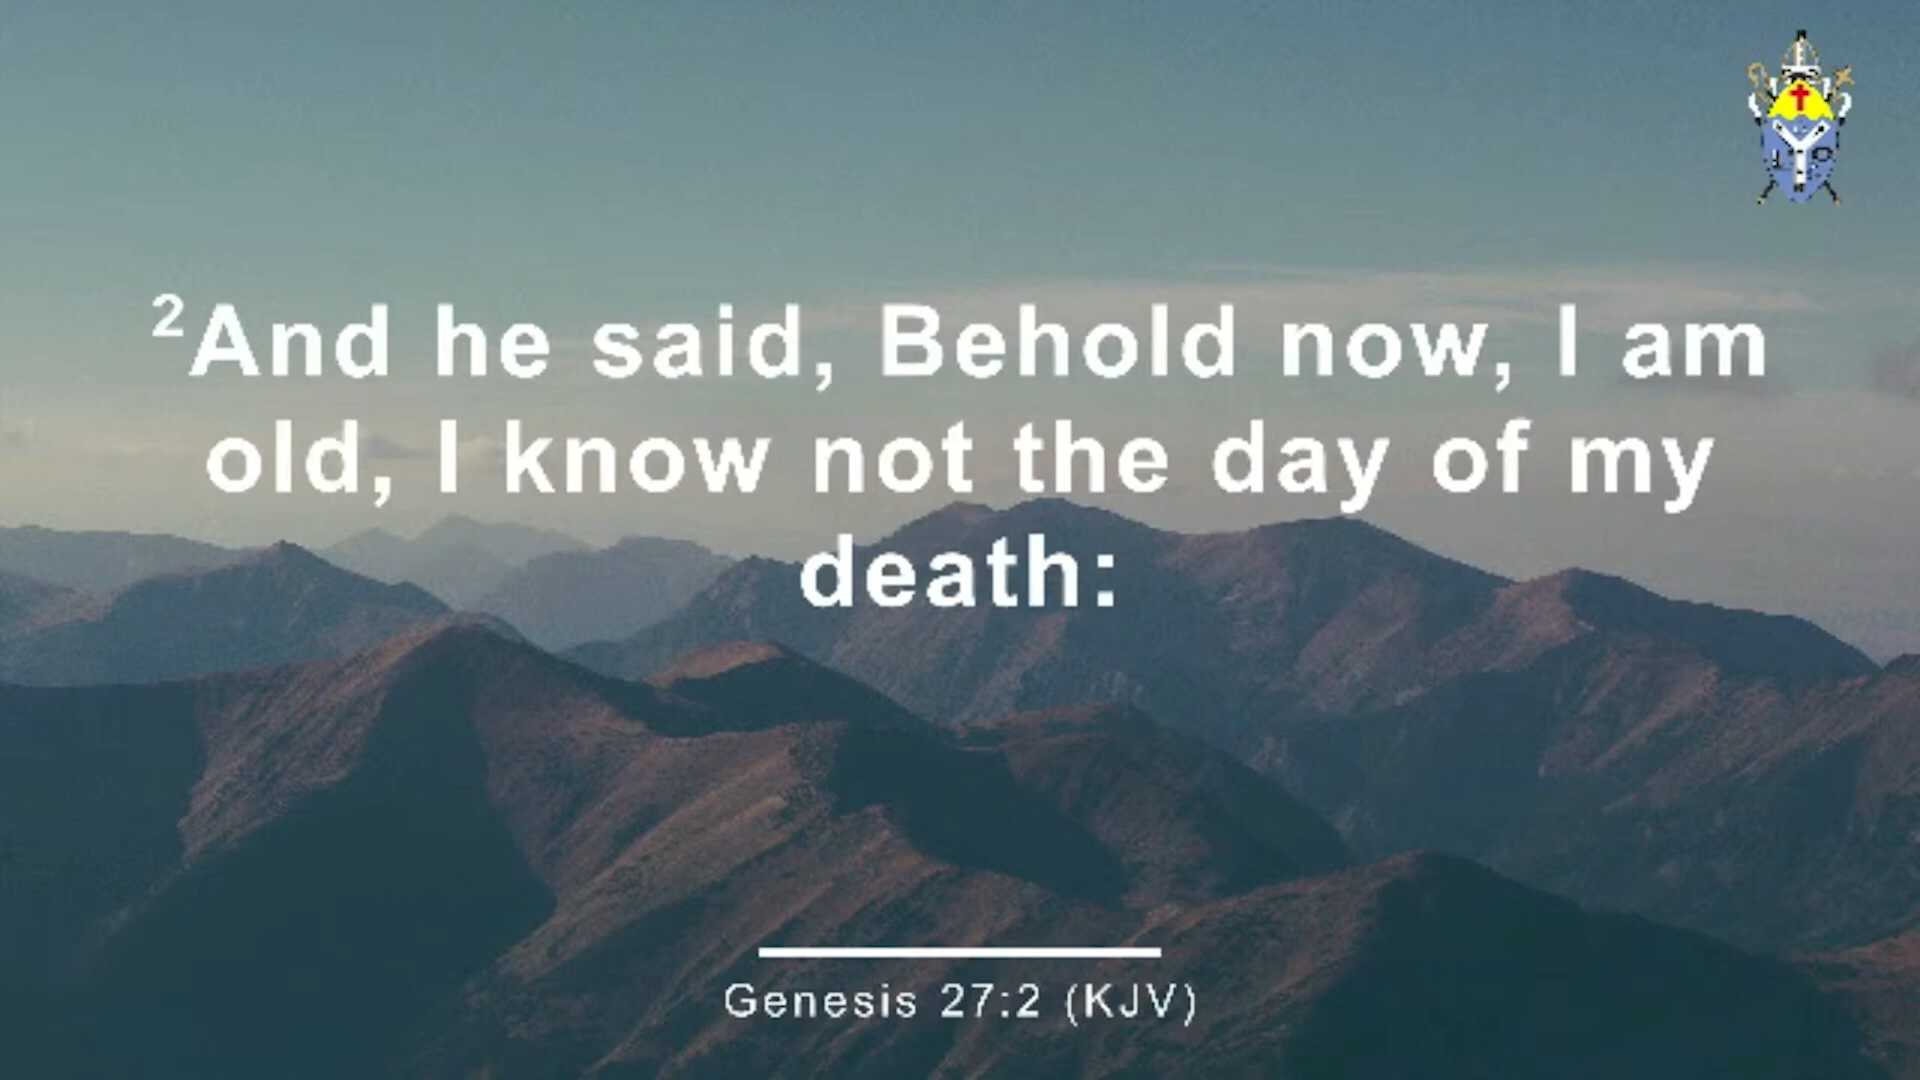 ²And he said, Behold now, I am
old, I know not the day of my
death:
Genesis 27:2 (KJV)